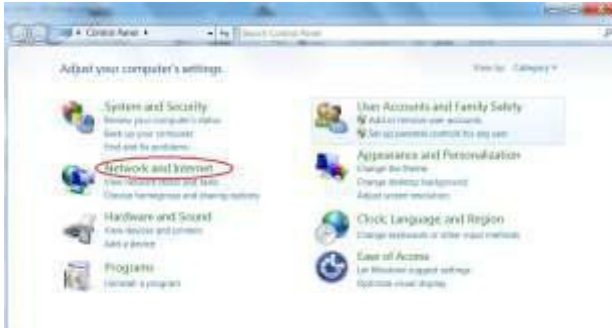 Control Panel
Search Control Panel
Adjust your computer's settings
View by: Category
System and Security
Review your computer's status
Back up your computer
Find and fix problems
Network and Internet
View network status and tasks
Choose homegroup and sharing options
Hardware and Sound
View devices and printers
Add a device
Programs
Uninstall a program
User Accounts and Family Safety
Add or remove user accounts
Set up parental controls for any user
Appearance and Personalization
Change the theme
Change desktop background
Adjust screen resolution
Clock, Language, and Region
Change keyboards or other input methods
Ease of Access
Let Windows suggest settings
Optimize visual display